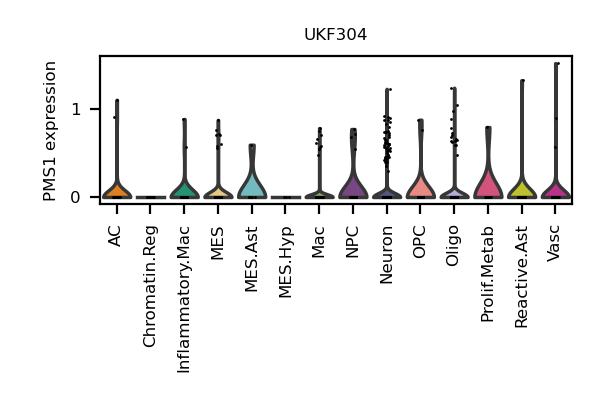 UKF304
PMS1 expression
1
0
AC
Chromatin.Reg
Inflammatory.Mac
MES
MES.Ast
MES.Hyp
Mac
NPC
Neuron
OPC
Oligo
Prolif.Metab
Reactive.Ast
Vasc